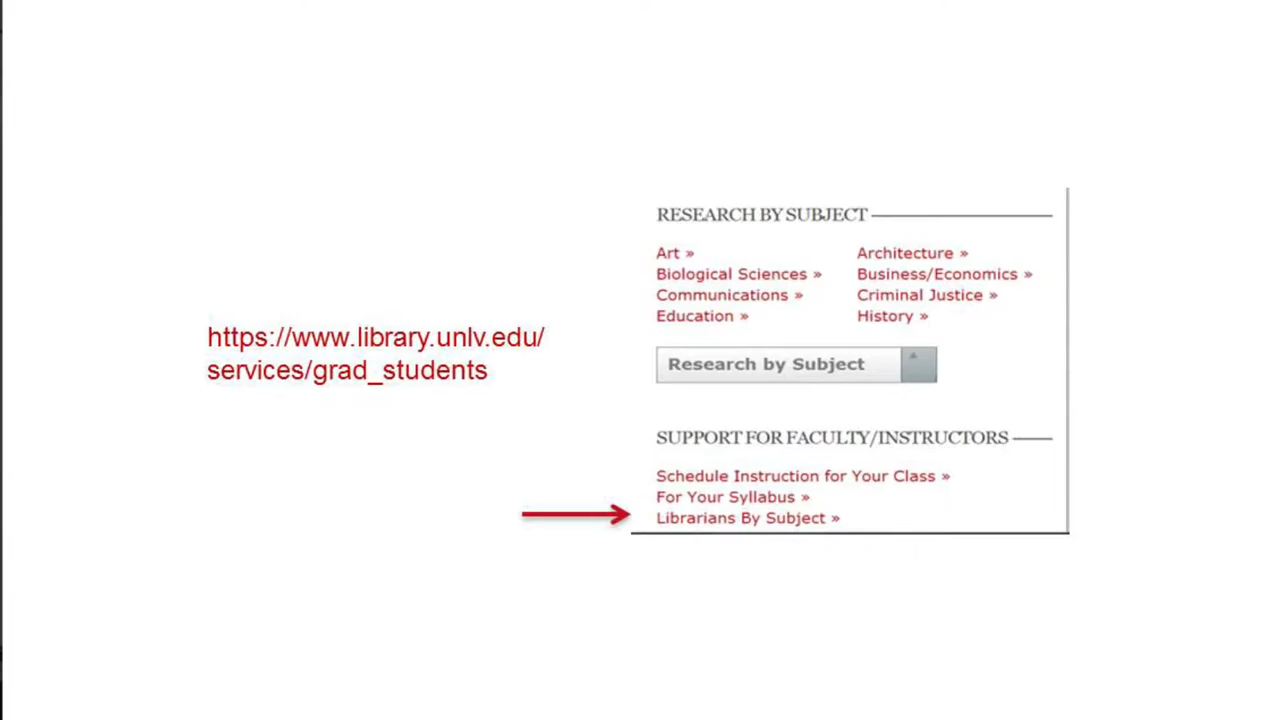 https://www.library.unlv.edu/
services/grad_students
RESEARCH BY SUBJECT
Art »
Architecture »
Biological Sciences »
Business/Economics »
Communications »
Criminal Justice »
Education »
History »
Research by Subject
SUPPORT FOR FACULTY/INSTRUCTORS
Schedule Instruction for Your Class »
For Your Syllabus »
Librarians By Subject »